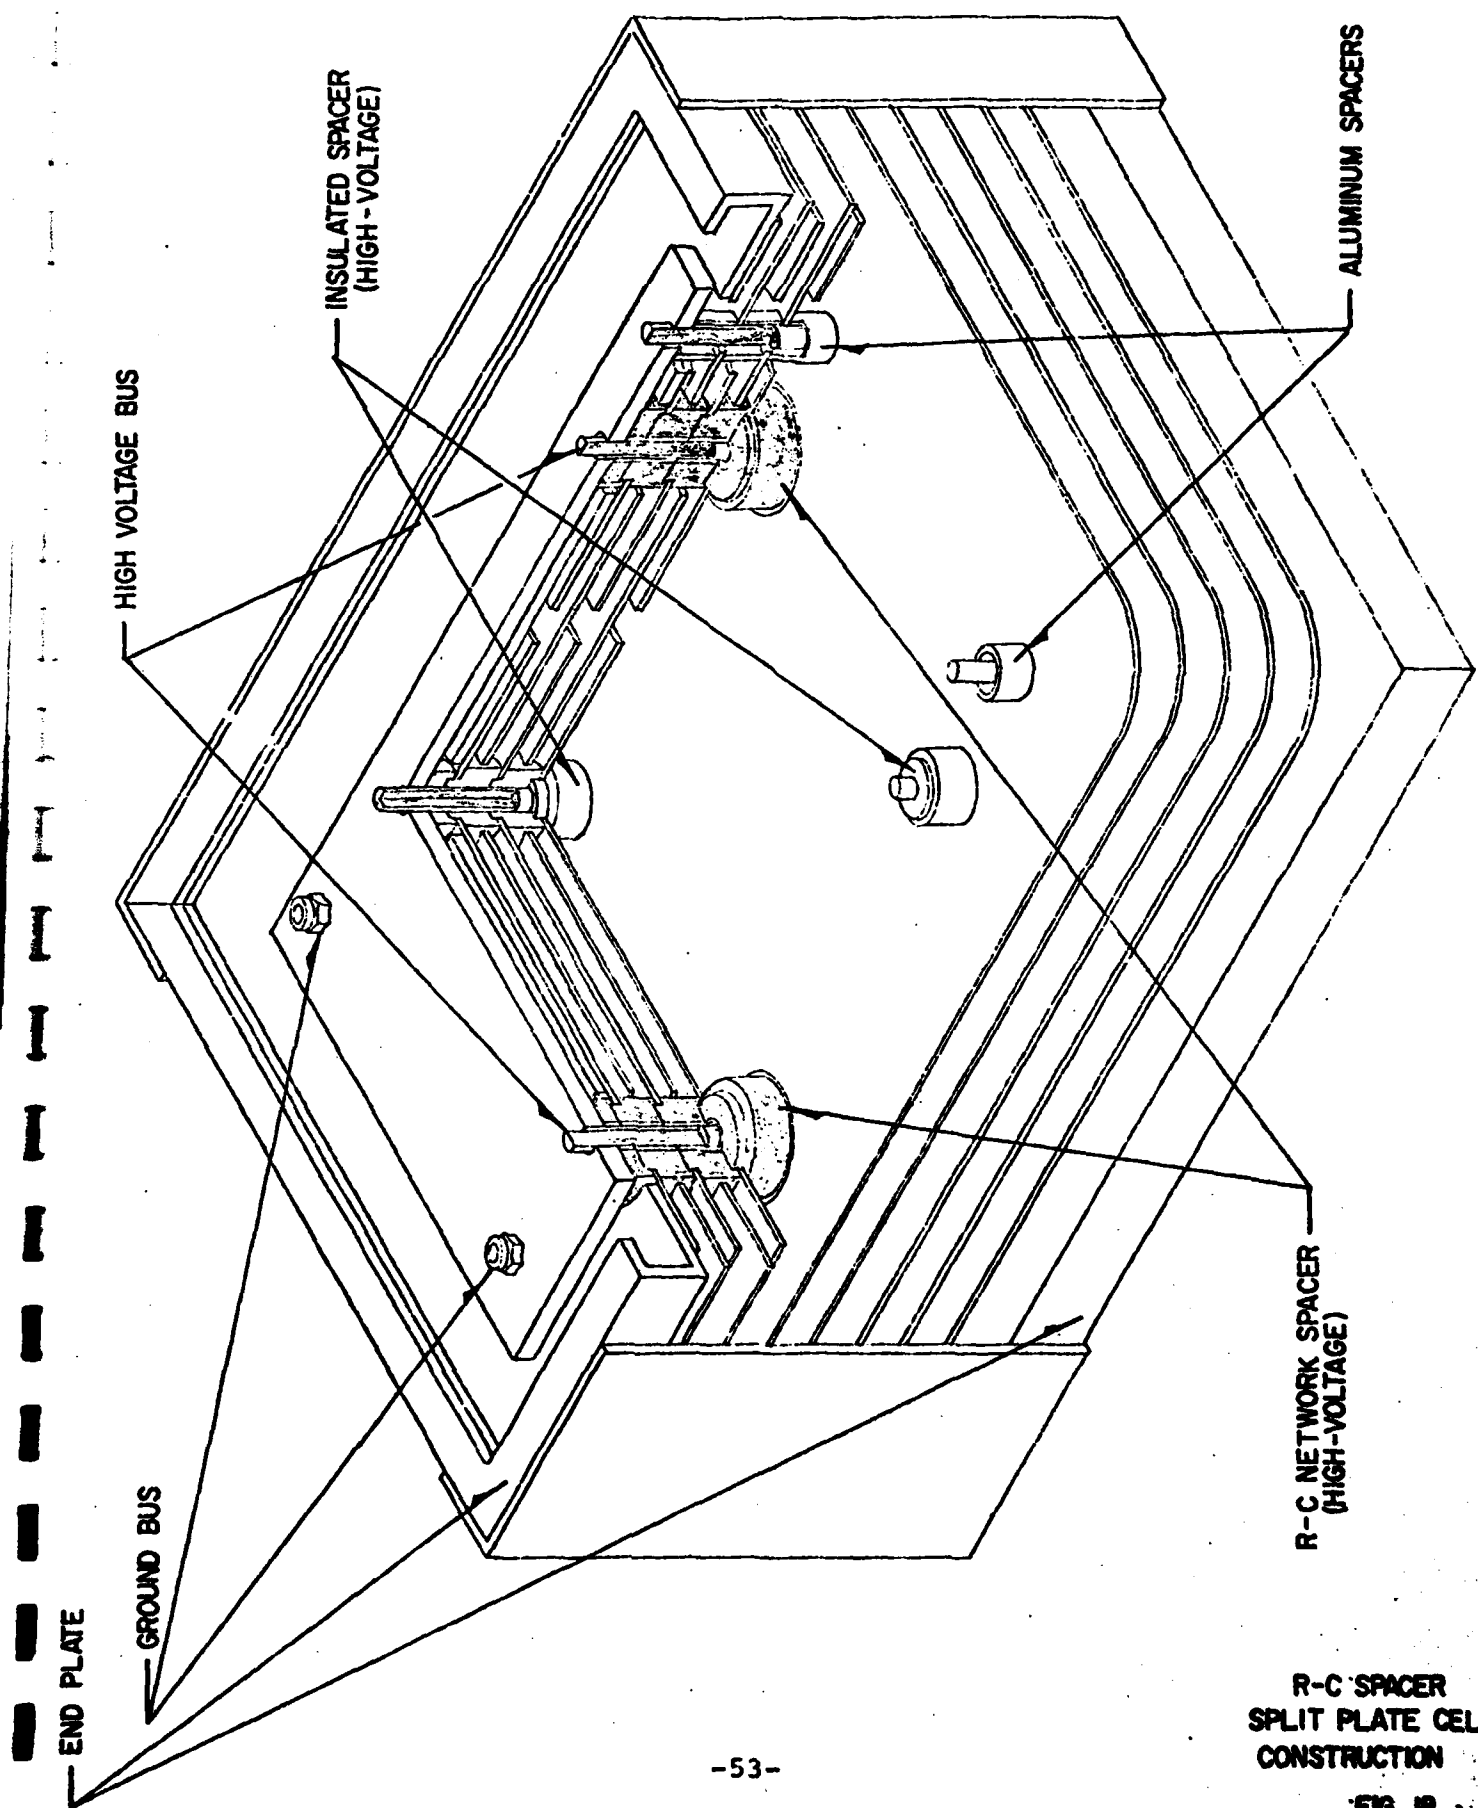 END PLATE
GROUND BUS
HIGH VOLTAGE BUS
INSULATED SPACER
(HIGH-VOLTAGE)
ALUMINUM SPACERS
R-C NETWORK SPACER
(HIGH-VOLTAGE)
R-C SPACER
SPLIT PLATE CEL
CONSTRUCTION
-53-
FIG.